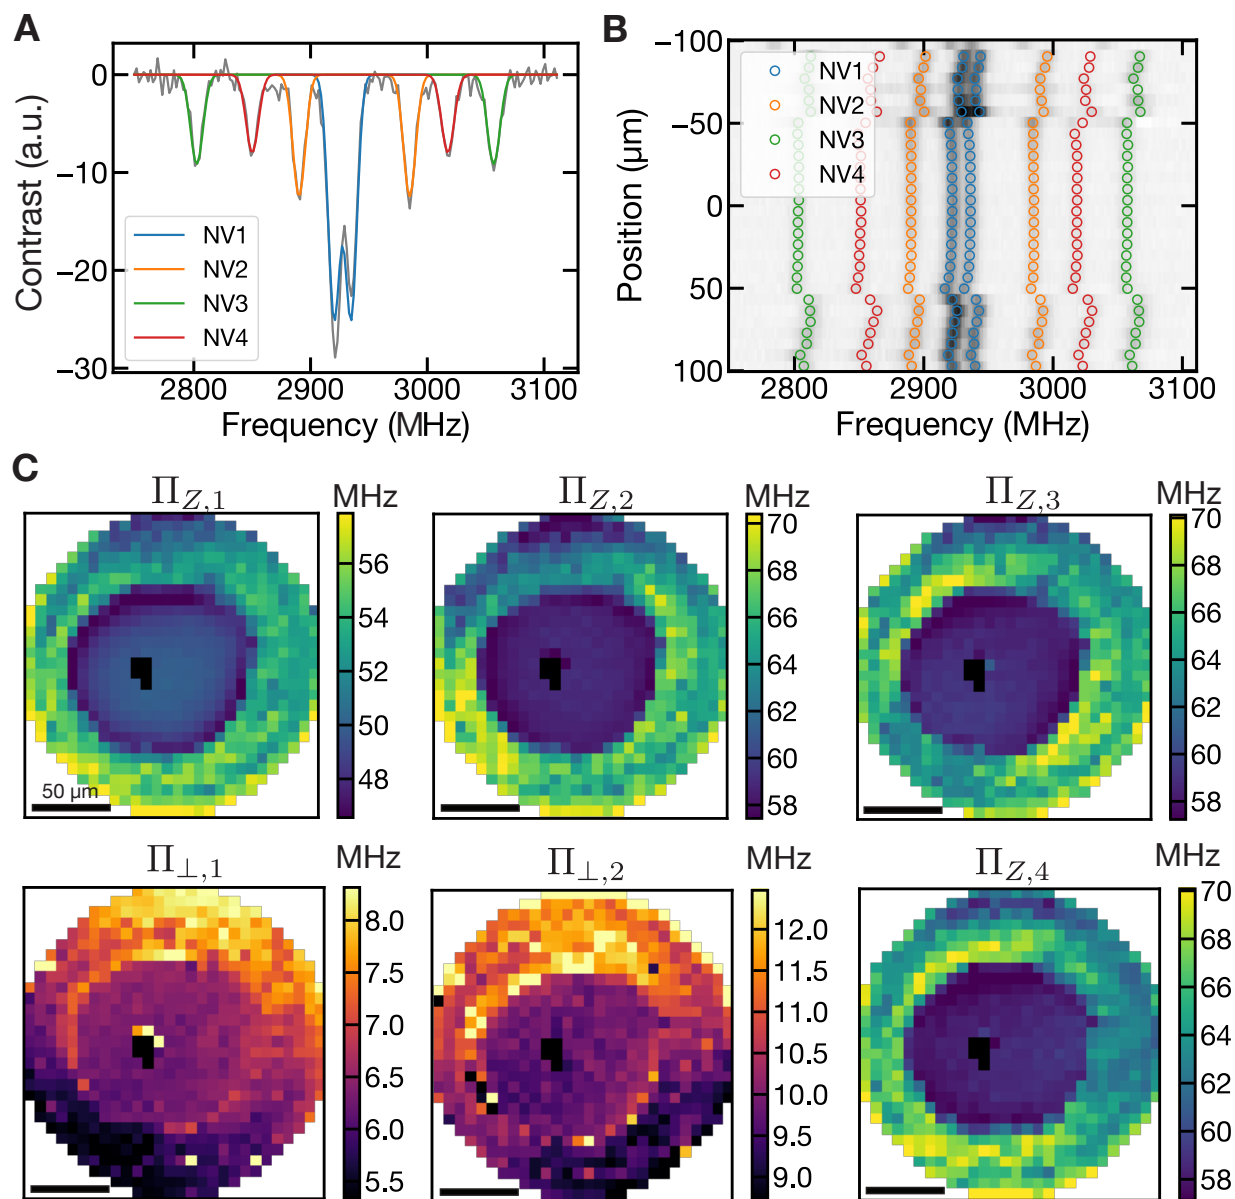 A
Contrast (a.u.)
0
−10
−20
−30
NV1
NV2
NV3
NV4
2800 2900 3000 3100
Frequency (MHz)
B
Position (μm)
−100
−50
0
50
100
NV1
NV2
NV3
NV4
2800 2900 3000 3100
Frequency (MHz)
C
Π_{Z,1}
MHz
56
54
52
50
48
50 μm
Π_{Z,2}
MHz
70
68
66
64
62
60
58
Π_{Z,3}
MHz
70
68
66
64
62
60
58
Π_{⊥,1}
MHz
8.0
7.5
7.0
6.5
6.0
5.5
Π_{⊥,2}
MHz
12.0
11.5
11.0
10.5
10.0
9.5
9.0
Π_{Z,4}
MHz
70
68
66
64
62
60
58